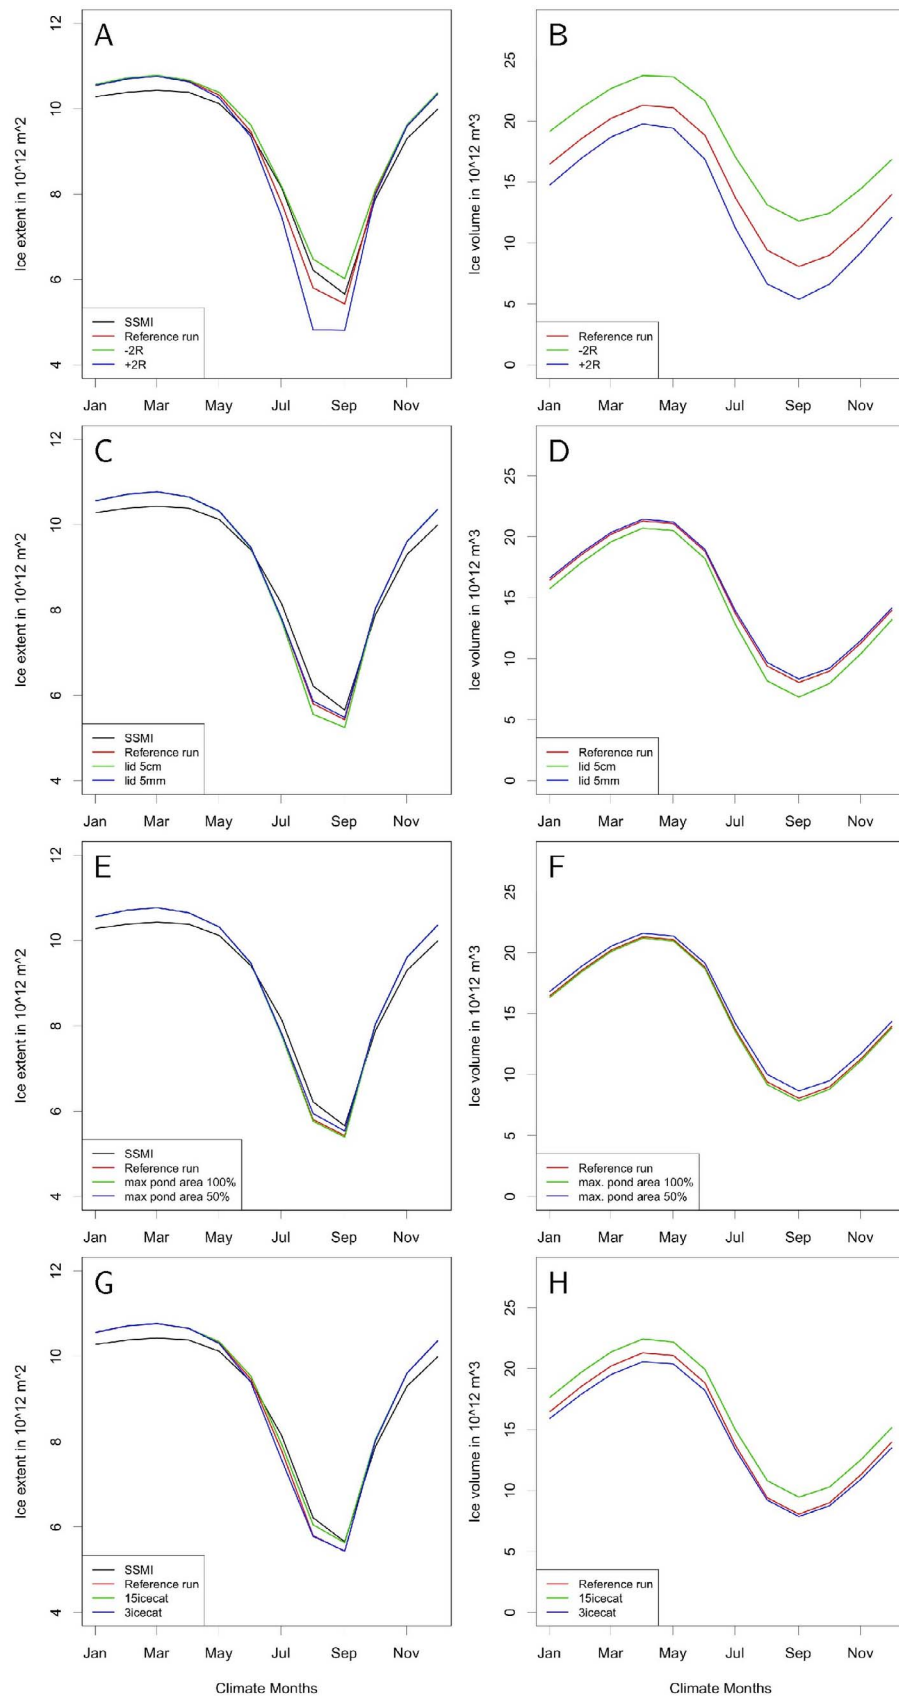 A
Ice extent in 10^12 m^2
12
10
8
6
4
SSMI
Reference run
-2R
+2R
Jan Mar May Jul Sep Nov
B
Ice volume in 10^12 m^3
25
20
15
10
5
0
Reference run
-2R
+2R
Jan Mar May Jul Sep Nov
C
Ice extent in 10^12 m^2
12
10
8
6
4
SSMI
Reference run
lid 5cm
lid 5mm
Jan Mar May Jul Sep Nov
D
Ice volume in 10^12 m^3
25
20
15
10
5
0
Reference run
lid 5cm
lid 5mm
Jan Mar May Jul Sep Nov
E
Ice extent in 10^12 m^2
12
10
8
6
4
SSMI
Reference run
max pond area 100%
max pond area 50%
Jan Mar May Jul Sep Nov
F
Ice volume in 10^12 m^3
25
20
15
10
5
0
Reference run
max. pond area 100%
max. pond area 50%
Jan Mar May Jul Sep Nov
G
Ice extent in 10^12 m^2
12
10
8
6
4
SSMI
Reference run
15icecat
3icecat
Jan Mar May Jul Sep Nov
Climate Months
H
Ice volume in 10^12 m^3
25
20
15
10
5
0
Reference run
15icecat
3icecat
Jan Mar May Jul Sep Nov
Climate Months